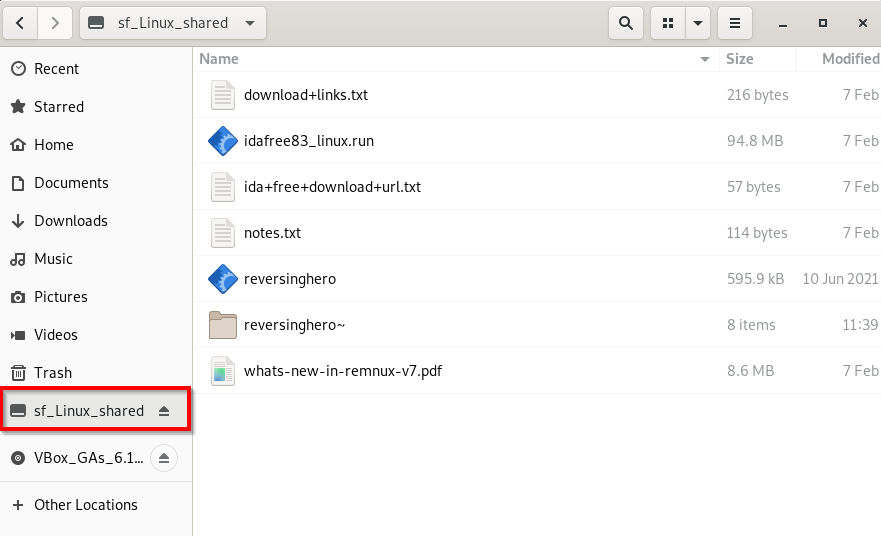 sf_Linux_shared
Recent
Starred
Home
Documents
Downloads
Music
Pictures
Videos
Trash
sf_Linux_shared
VBox_GAs_6.1...
Other Locations
Name Size Modified
download+links.txt 216 bytes 7 Feb
idafree83_linux.run 94.8 MB 7 Feb
ida+free+download+url.txt 57 bytes 7 Feb
notes.txt 114 bytes 7 Feb
reversinghero 595.9 kB 10 Jun 2021
reversinghero~ 8 items 11:39
whats-new-in-remnux-v7.pdf 8.6 MB 7 Feb